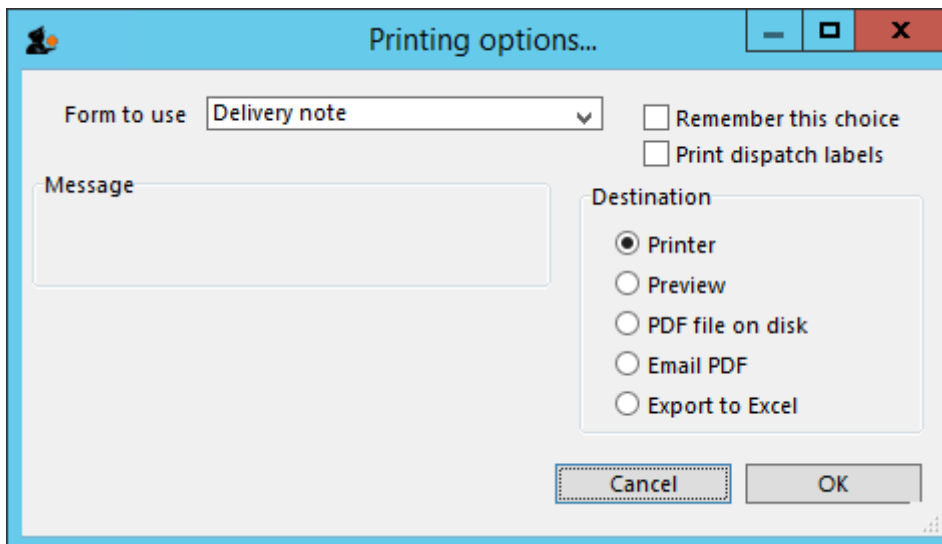 Printing options...
Form to use Delivery note
Remember this choice
Print dispatch labels
Message
Destination
Printer
Preview
PDF file on disk
Email PDF
Export to Excel
Cancel OK